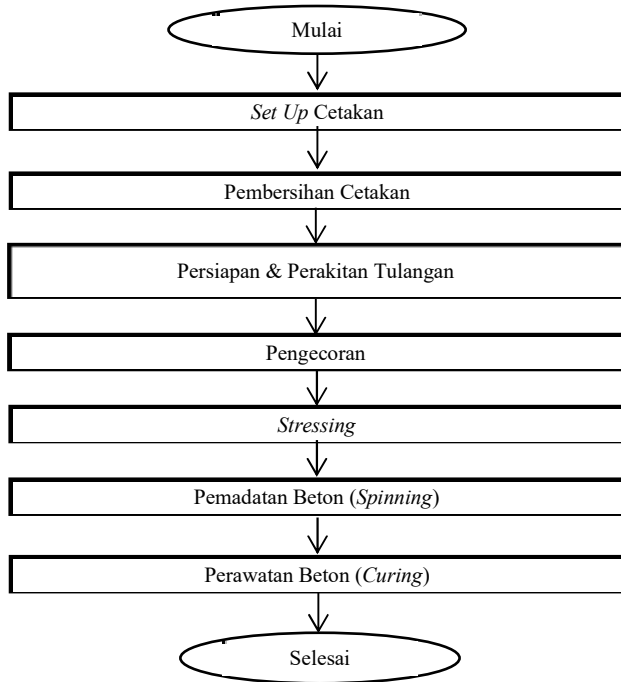 Mulai
Set Up Cetakan
Pembersihan Cetakan
Persiapan & Perakitan Tulangan
Pengecoran
Stressing
Pemadatan Beton (Spinning)
Perawatan Beton (Curing)
Selesai